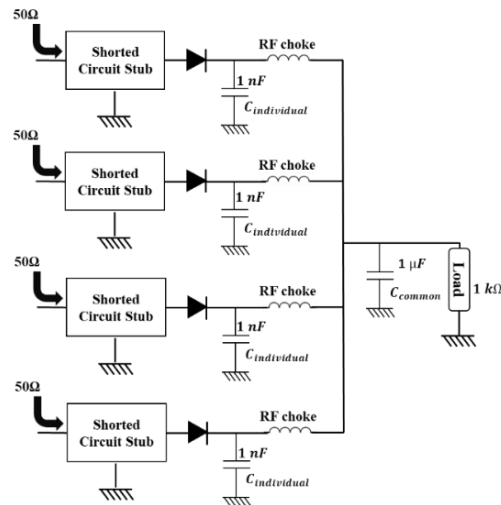 50Ω
Shorted
Circuit Stub
RF choke
1 nF
C_individual
50Ω
Shorted
Circuit Stub
RF choke
1 nF
C_individual
1 μF
C_common
Load
1 kΩ
50Ω
Shorted
Circuit Stub
RF choke
1 nF
C_individual
50Ω
Shorted
Circuit Stub
RF choke
1 nF
C_individual